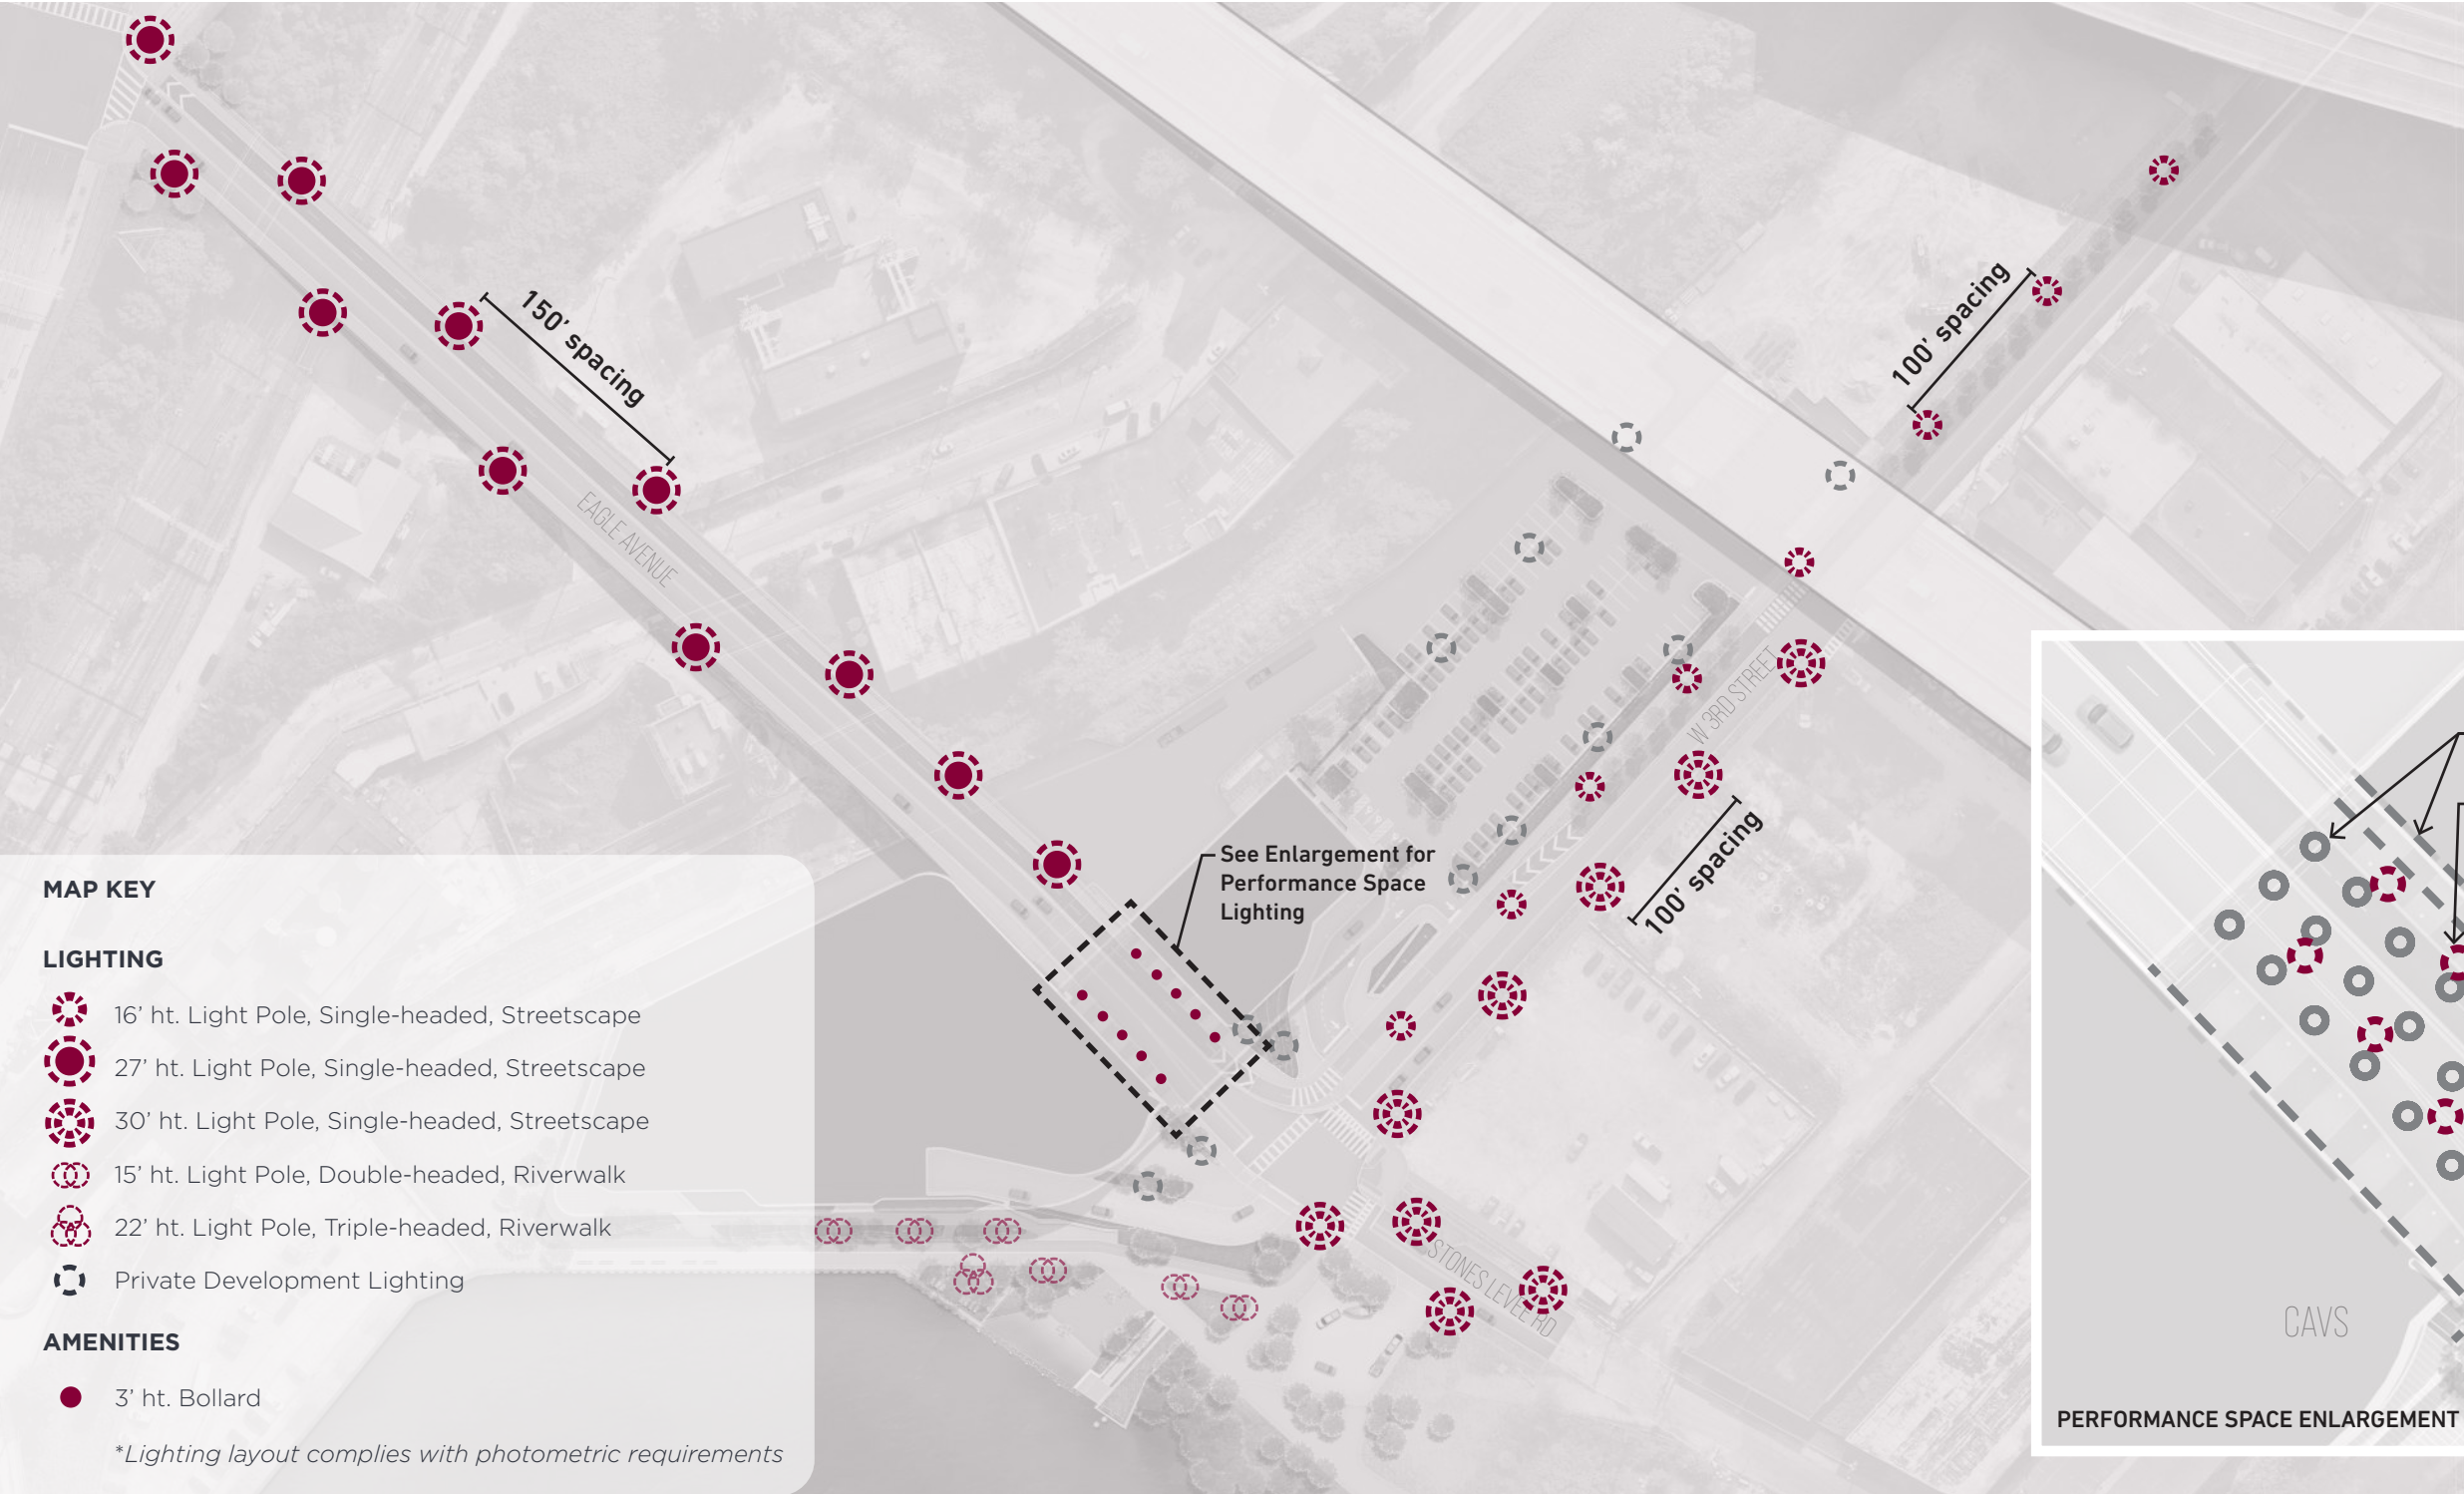 150’ spacing
100’ spacing
EAGLE AVENUE
W 3RD STREET
100’ spacing
See Enlargement for
Performance Space
Lighting
STONES LEVEE RD
MAP KEY
LIGHTING
16’ ht. Light Pole, Single-headed, Streetscape
27’ ht. Light Pole, Single-headed, Streetscape
30’ ht. Light Pole, Single-headed, Streetscape
15’ ht. Light Pole, Double-headed, Riverwalk
22’ ht. Light Pole, Triple-headed, Riverwalk
Private Development Lighting
AMENITIES
3’ ht. Bollard
*Lighting layout complies with photometric requirements
CAVS
PERFORMANCE SPACE ENLARGEMENT